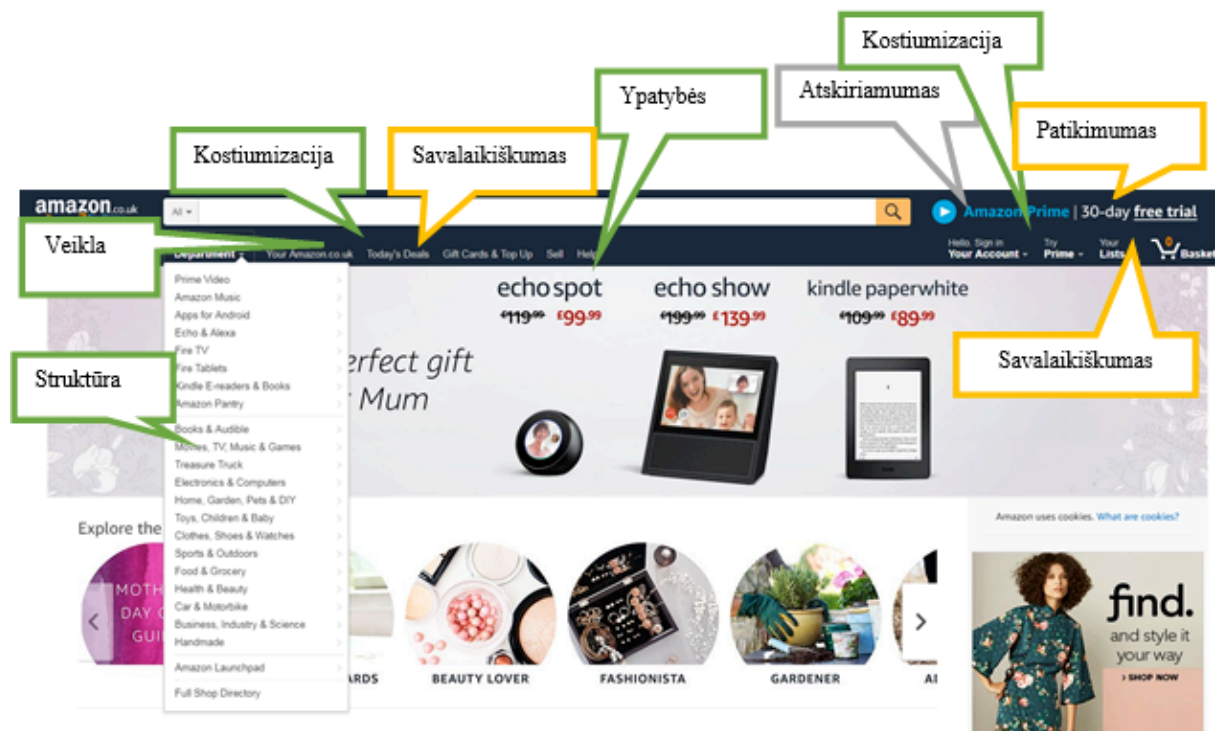 Kostiumizacija
Ypatybės
Atskiriamumas
Patikimumas
Kostiumizacija
Savalaikiškumas
amazon.co.uk
All
Amazon Prime | 30-day free trial
Veikla
Department
Your Amazon.co.uk
Today's Deals
Gift Cards & Top Up
Sell
Help
Hello. Sign in
Your Account
Try
Prime
Your
Lists
0
Basket
Prime Video
Amazon Music
Apps for Android
Echo & Alexa
Fire TV
Fire Tablets
Kindle E-readers & Books
Amazon Pantry
Books & Audible
Movies, TV, Music & Games
Treasure Truck
Electronics & Computers
Home, Garden, Pets & DIY
Toys, Children & Baby
Clothes, Shoes & Watches
Sports & Outdoors
Food & Grocery
Health & Beauty
Car & Motorbike
Business, Industry & Science
Handmade
Amazon Launchpad
Full Shop Directory
Struktūra
echo spot
£119.99 £99.99
echo show
£199.99 £139.99
kindle paperwhite
£109.99 £89.99
Savalaikiškumas
erfect gift
Mum
Explore the
MOTH
DAY
GUI
ARDS
BEAUTY LOVER
FASHIONISTA
GARDENER
Amazon uses cookies. What are cookies?
find.
and style it
your way
› SHOP NOW